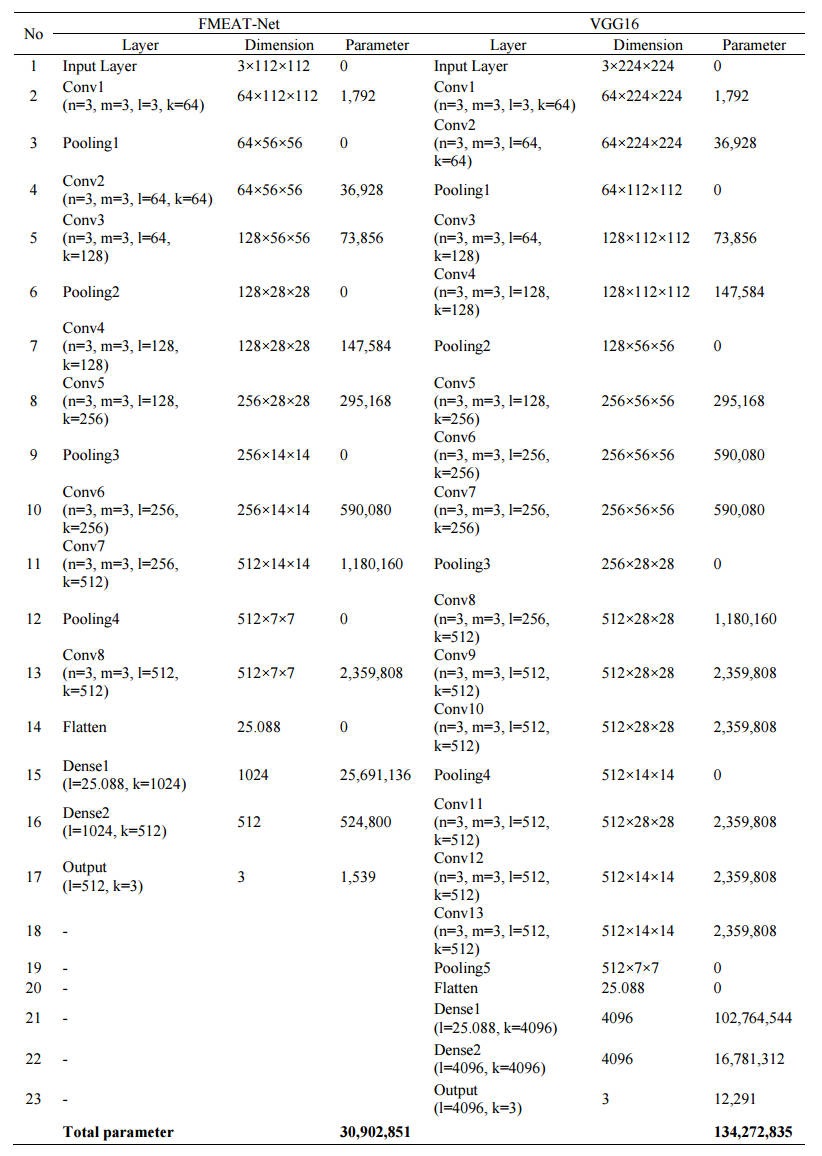 No FMEAT-Net VGG16
Layer Dimension Parameter Layer Dimension Parameter
1 Input Layer 3×112×112 0 Input Layer 3×224×224 0
2 Conv1 (n=3, m=3, l=3, k=64) 64×112×112 1,792 Conv1 (n=3, m=3, l=3, k=64) 64×224×224 1,792
3 Pooling1 64×56×56 0 Conv2 (n=3, m=3, l=64, k=64) 64×224×224 36,928
4 Conv2 (n=3, m=3, l=64, k=64) 64×56×56 36,928 Pooling1 64×112×112 0
5 Conv3 (n=3, m=3, l=64, k=128) 128×56×56 73,856 Conv3 (n=3, m=3, l=64, k=128) 128×112×112 73,856
6 Pooling2 128×28×28 0 Conv4 (n=3, m=3, l=128, k=128) 128×112×112 147,584
7 Conv4 (n=3, m=3, l=128, k=128) 128×28×28 147,584 Pooling2 128×56×56 0
8 Conv5 (n=3, m=3, l=128, k=256) 256×28×28 295,168 Conv5 (n=3, m=3, l=128, k=256) 256×56×56 295,168
9 Pooling3 256×14×14 0 Conv6 (n=3, m=3, l=256, k=256) 256×56×56 590,080
10 Conv6 (n=3, m=3, l=256, k=256) 256×14×14 590,080 Conv7 (n=3, m=3, l=256, k=256) 256×56×56 590,080
11 Conv7 (n=3, m=3, l=256, k=512) 512×14×14 1,180,160 Pooling3 256×28×28 0
12 Pooling4 512×7×7 0 Conv8 (n=3, m=3, l=256, k=512) 512×28×28 1,180,160
13 Conv8 (n=3, m=3, l=512, k=512) 512×7×7 2,359,808 Conv9 (n=3, m=3, l=512, k=512) 512×28×28 2,359,808
14 Flatten 25.088 0 Conv10 (n=3, m=3, l=512, k=512) 512×28×28 2,359,808
15 Dense1 (l=25.088, k=1024) 1024 25,691,136 Pooling4 512×14×14 0
16 Dense2 (l=1024, k=512) 512 524,800 Conv11 (n=3, m=3, l=512, k=512) 512×28×28 2,359,808
17 Output (l=512, k=3) 3 1,539 Conv12 (n=3, m=3, l=512, k=512) 512×14×14 2,359,808
18 - Conv13 (n=3, m=3, l=512, k=512) 512×14×14 2,359,808
19 - Pooling5 512×7×7 0
20 - Flatten 25.088 0
21 - Dense1 (l=25.088, k=4096) 4096 102,764,544
22 - Dense2 (l=4096, k=4096) 4096 16,781,312
23 - Output (l=4096, k=3) 3 12,291
Total parameter 30,902,851 134,272,835